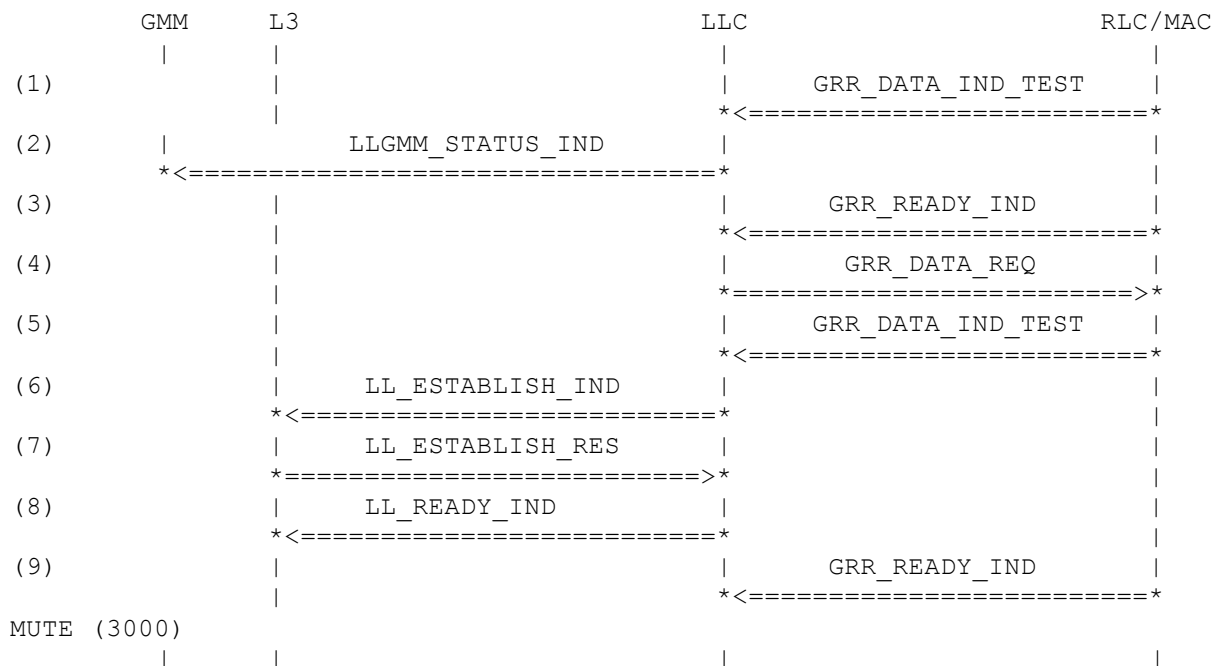 GMM L3 LLC RLC/MAC
| | | |
(1) | | GRR_DATA_IND_TEST |
| *<=========================*
(2) | LLGMM_STATUS_IND | |
*<=================================* |
(3) | | GRR_READY_IND |
| *<=========================*
(4) | | GRR_DATA_REQ |
| *=========================>*
(5) | | GRR_DATA_IND_TEST |
| *<=========================*
(6) | LL_ESTABLISH_IND | |
*<==========================* |
(7) | LL_ESTABLISH_RES | |
*==========================>* |
(8) | LL_READY_IND | |
*<==========================* |
(9) | | GRR_READY_IND |
| *<=========================*
MUTE (3000)
| | | |